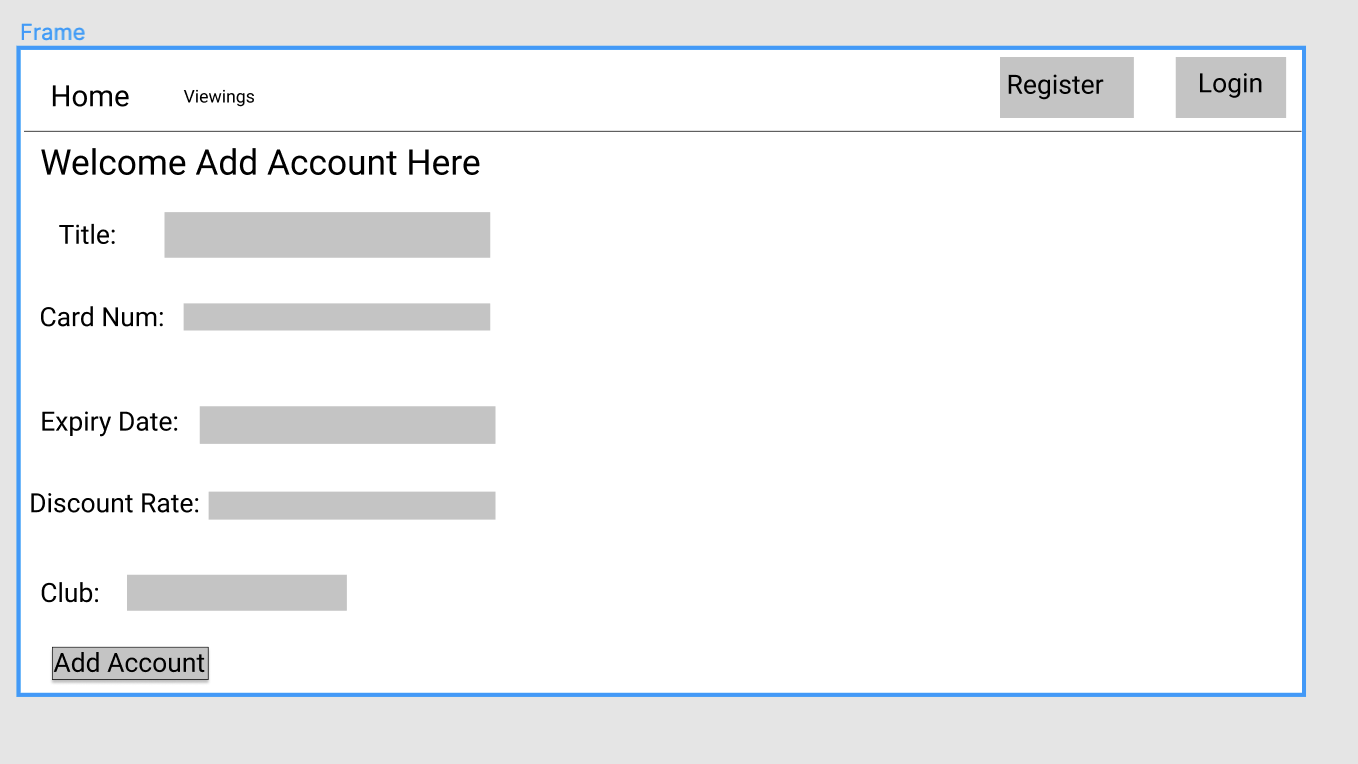 Frame
Home Viewings Register Login
Welcome Add Account Here
Title:
Card Num:
Expiry Date:
Discount Rate:
Club:
Add Account